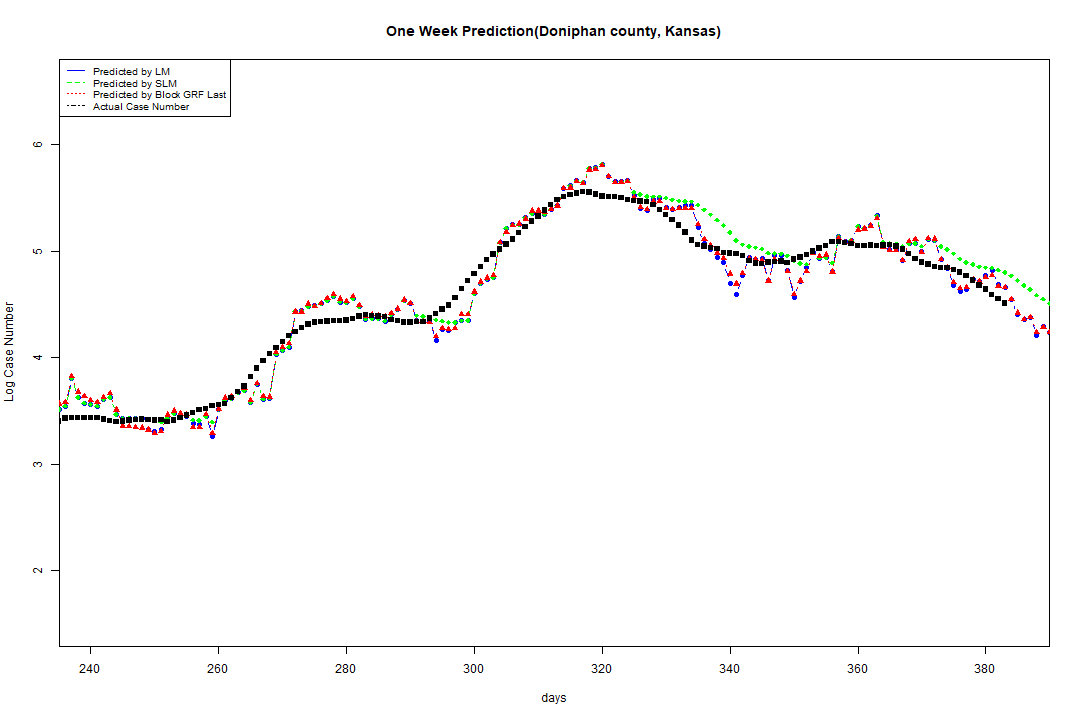 One Week Prediction(Doniphan county, Kansas)
Predicted by LM
Predicted by SLM
Predicted by Block GRF Last
Actual Case Number
6
5
4
3
2
Log Case Number
240 260 280 300 320 340 360 380
days